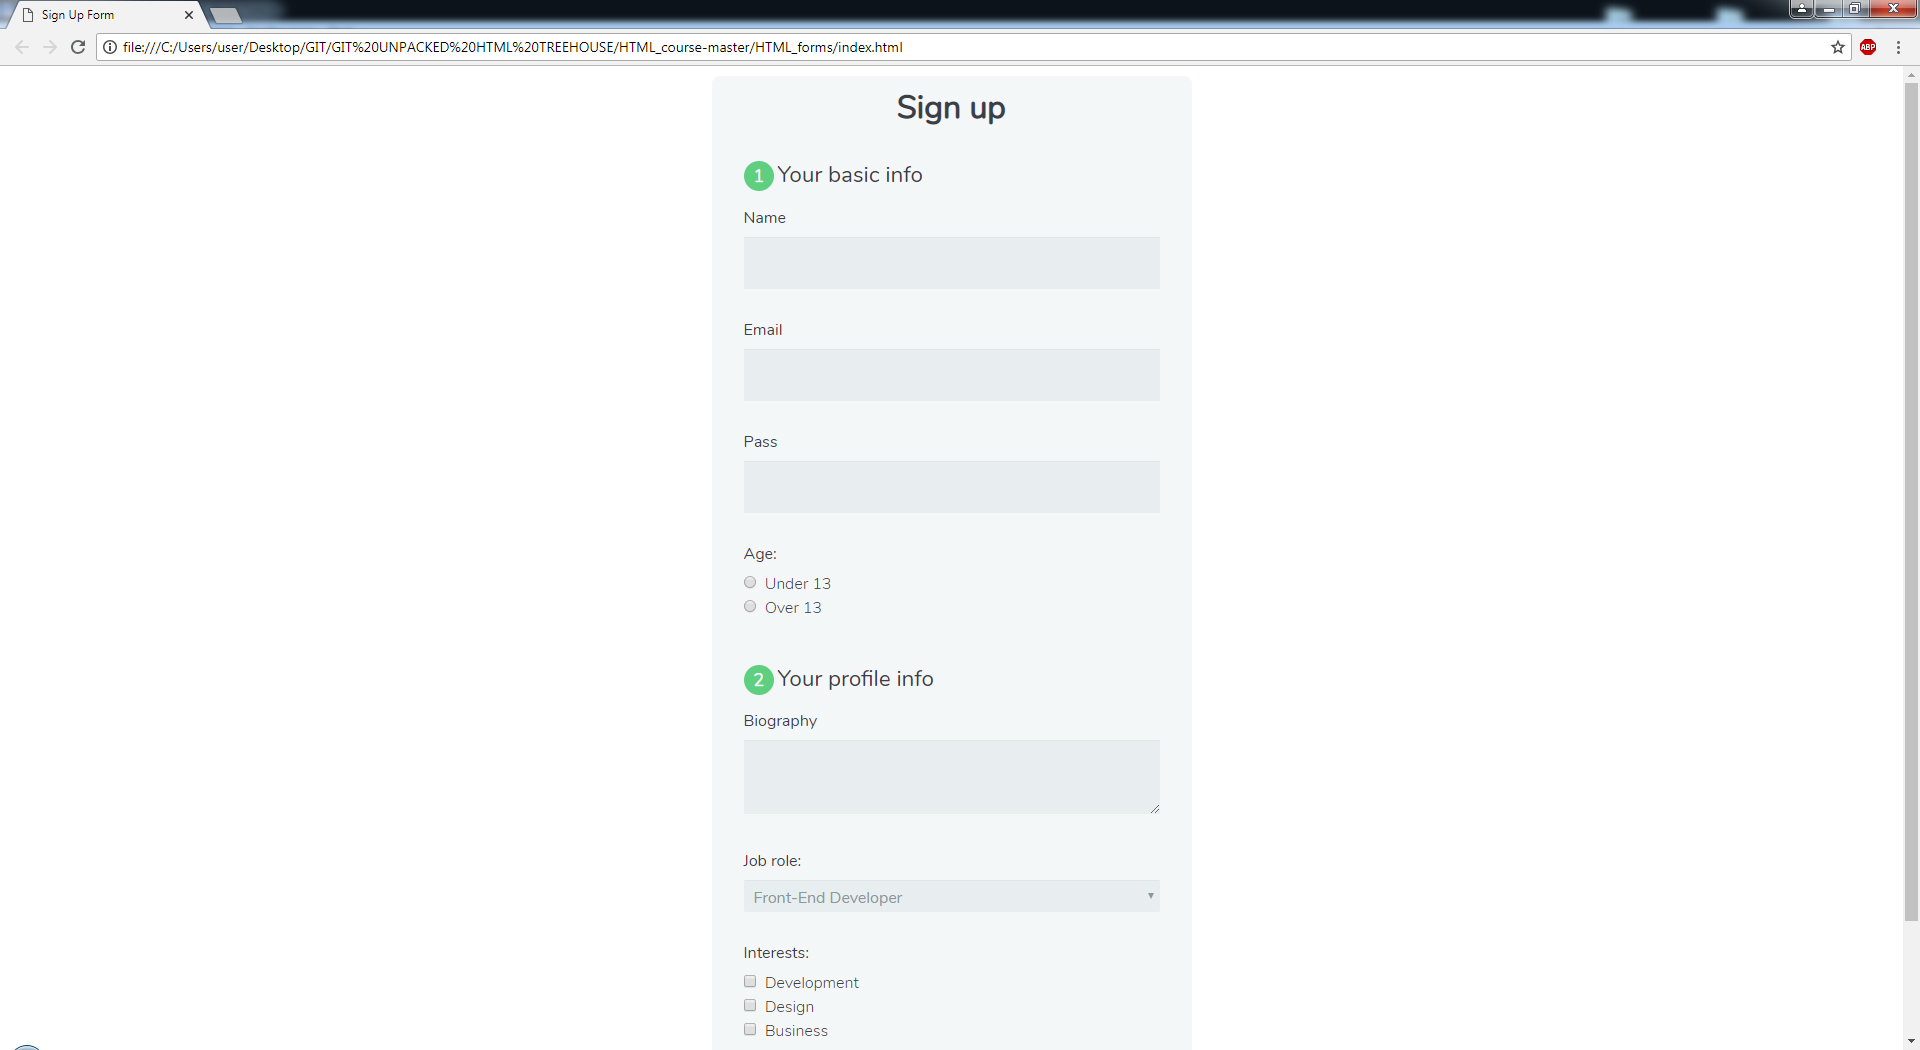 Sign Up Form
file:///C:/Users/user/Desktop/GIT/GIT%20UNPACKED%20HTML%20TREEHOUSE/HTML_course-master/HTML_forms/index.html
ABP
Sign up
1 Your basic info
Name
Email
Pass
Age:
Under 13
Over 13
2 Your profile info
Biography
Job role:
Front-End Developer
Interests:
Development
Design
Business